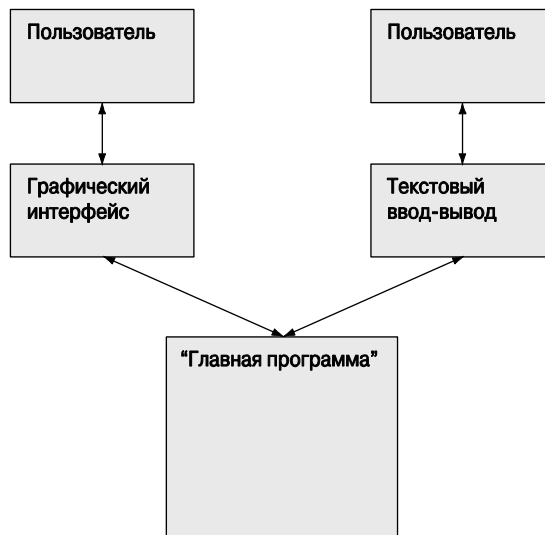 Пользователь
Пользователь
Графический
интерфейс
Текстовый
ввод-вывод
“Главная программа”